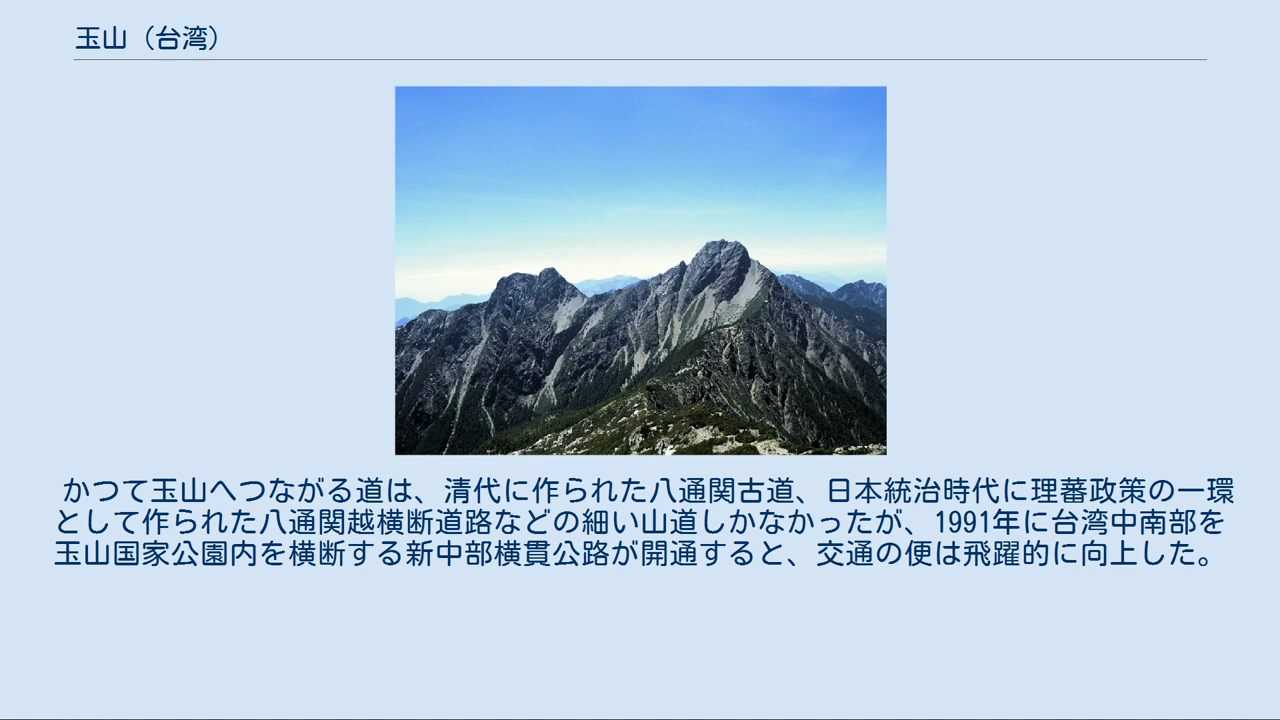 玉山（台湾）
かつて玉山へつながる道は、清代に作られた八通関古道、日本統治時代に理蕃政策の一環
として作られた八通関越横断道路などの細い山道しかなかったが、1991年に台湾中南部を
玉山国家公園内を横断する新中部横貫公路が開通すると、交通の便は飛躍的に向上した。